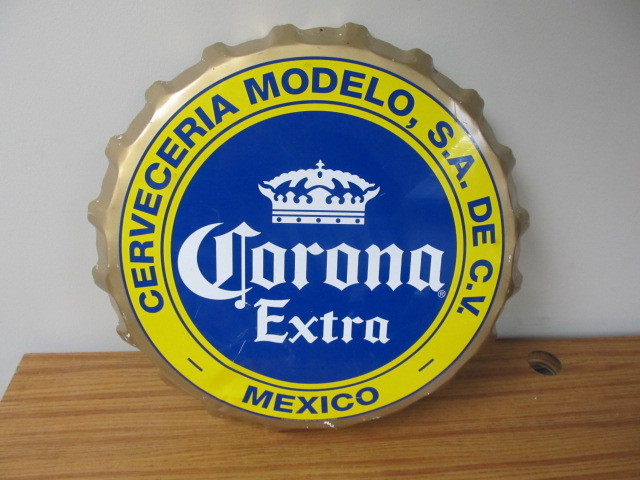 CERVECERIA MODELO, S.A. DE C.V.
Corona®
Extra
— MEXICO —